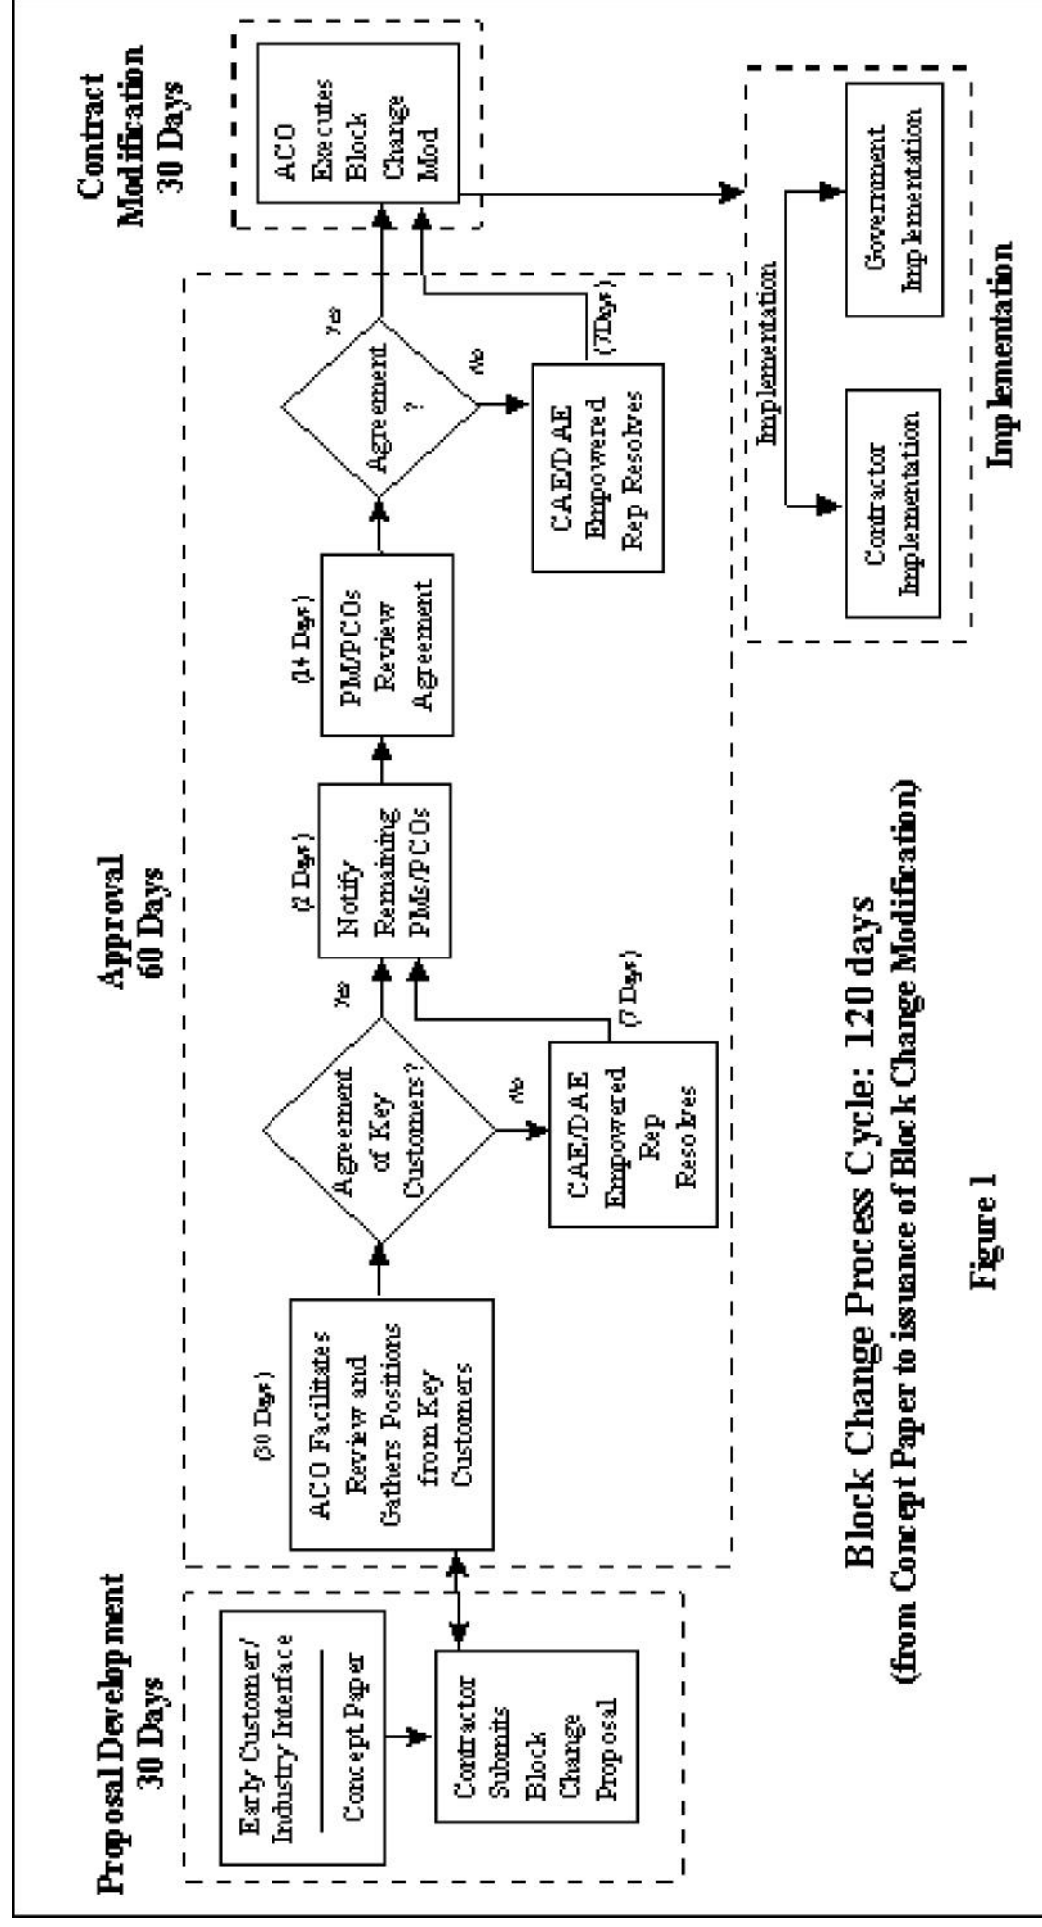 Proposal Development
30 Days
Early Customer/
Industry Interface
Concept Paper
Contractor
Submits
Block
Change
Proposal
Approval
60 Days
(30 Days)
ACO Facilitates
Review and
Gathers Positions
from Key
Customers
Agreement
of Key
Customers?
Yes
No
CAE/DAE
Empowered
Rep
Resolves
(7 Days)
(2 Days)
Notify
Remaining
PMs/PCOs
(14 Days)
PM/PCOs
Review
Agreement
Agreement
?
Yes
No
CAE/DAE
Empowered
Rep Resolves
(7Days)
Contract
Modification
30 Days
ACO
Executes
Block
Change
Mod
Implementation
Contractor
Implementation
Government
Implementation
Implementation
Block Change Process Cycle: 120 days
(from Concept Paper to issuance of Block Change Modification)
Figure 1